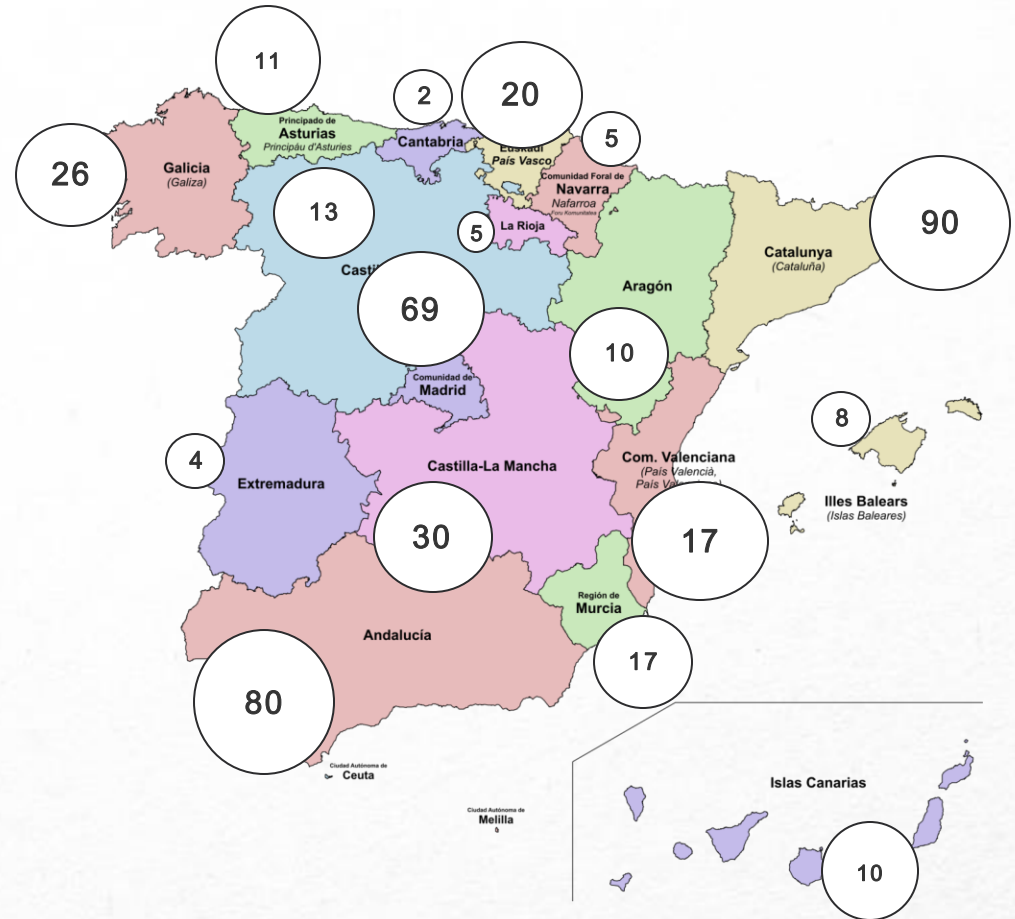 11
2
20
5
26
Principado de
Asturias
Principáu d'Asturies
Cantabria
Euskadi
País Vasco
Galicia
(Galiza)
Comunidad Foral de
Navarra
Nafarroa
Foru Komunitatea
13
5
La Rioja
90
Catalunya
(Cataluña)
Aragón
69
10
Comunidad de
Madrid
8
4
Extremadura
Castilla-La Mancha
Com. Valenciana
(País Valencià,
País
Illes Balears
(Islas Baleares)
30
17
Región de
Murcia
Andalucía
17
80
Ciudad Autónoma de
Ceuta
Ciudad Autónoma de
Melilla
Islas Canarias
10